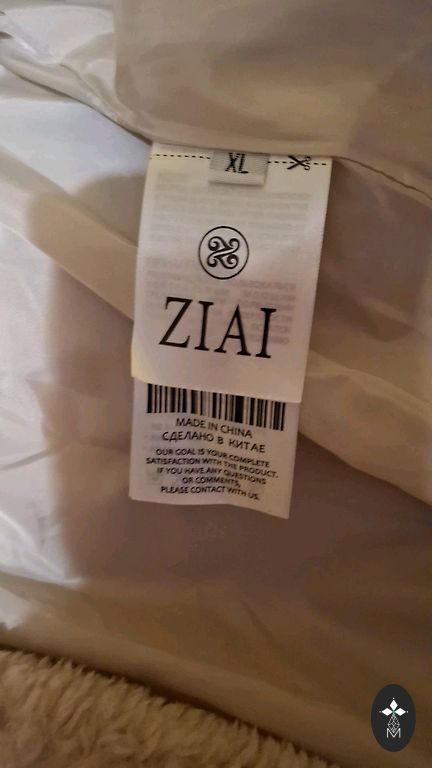 XL
ZIAI
MADE IN CHINA
СДЕЛАНО В КИТАЕ
OUR GOAL IS YOUR COMPLETE
SATISFACTION WITH THE PRODUCT.
IF YOU HAVE ANY QUESTIONS
OR COMMENTS,
PLEASE CONTACT WITH US.
M